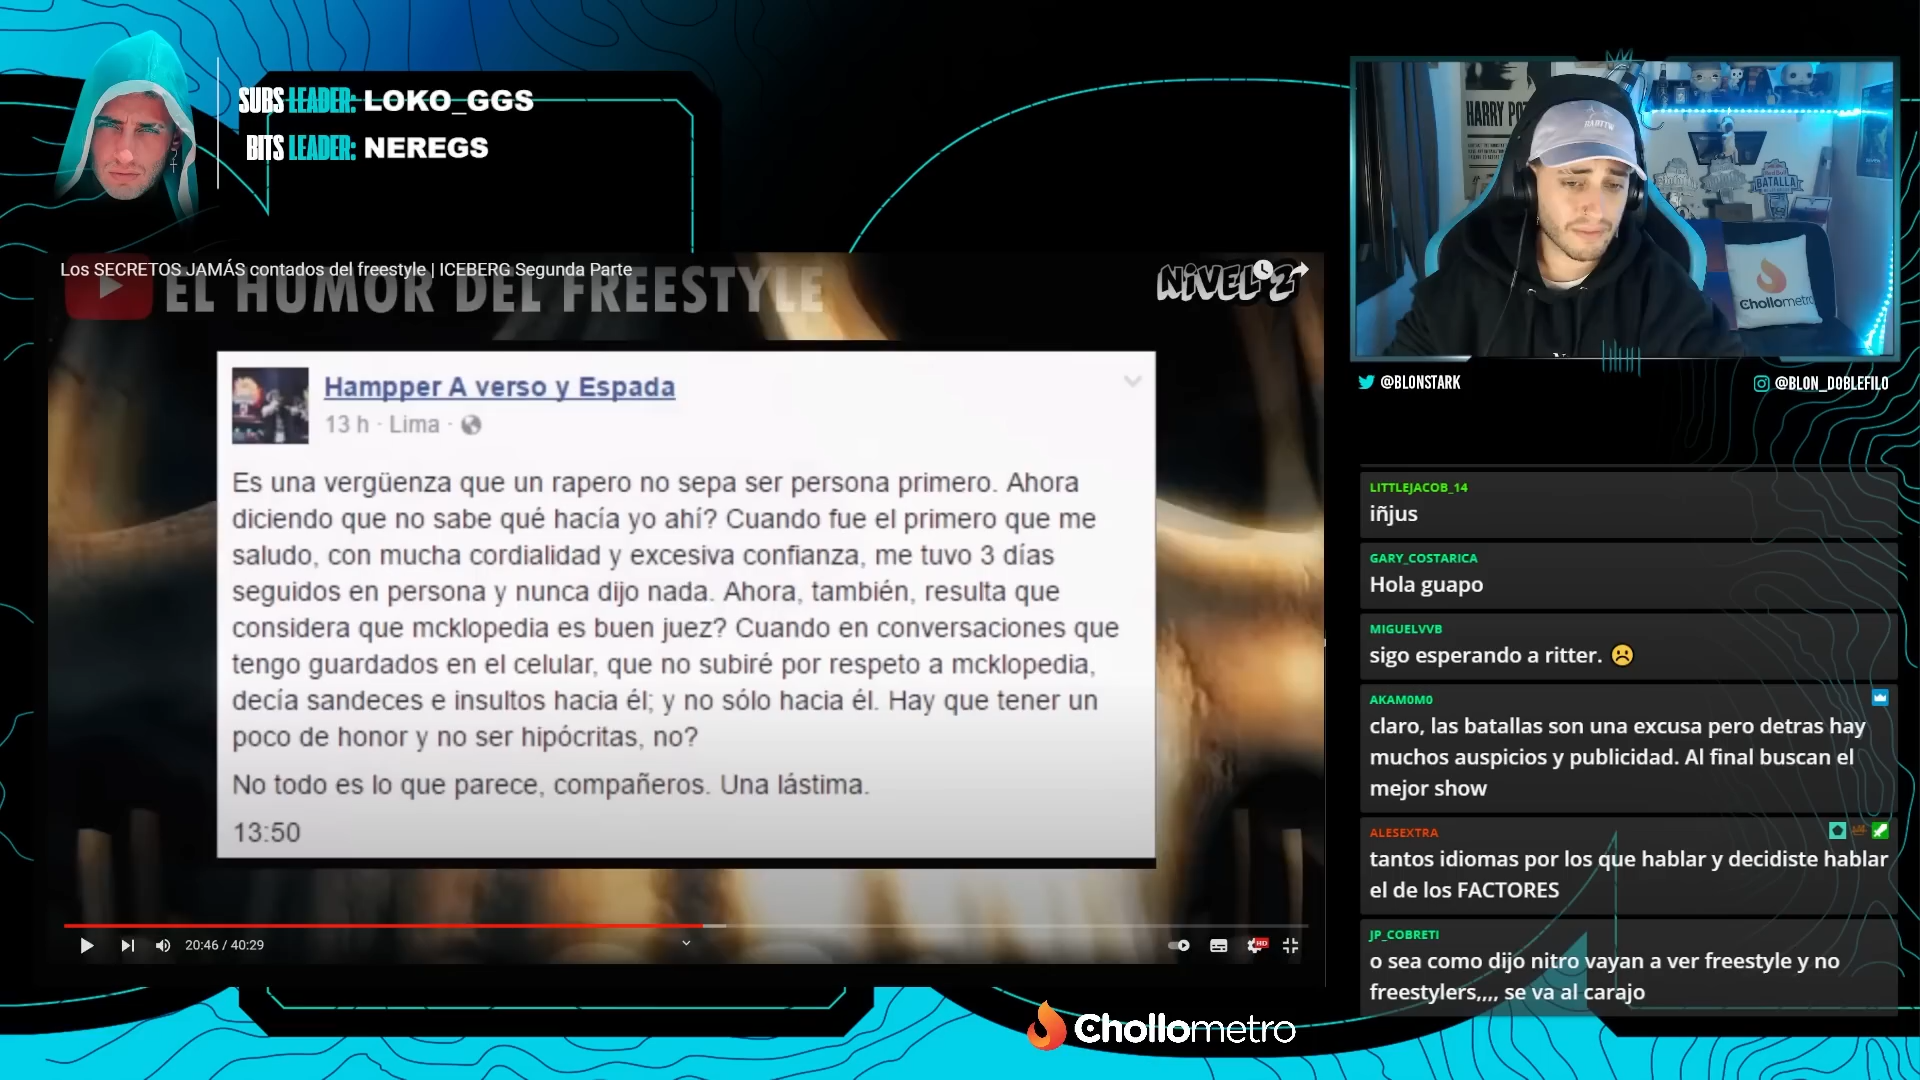 SUBS LEADER: LOKO_GGS
BITS LEADER: NEREGS
Los SECRETOS JAMÁS contados del freestyle | ICEBERG Segunda Parte
EL HUMOR DEL FREESTYLE
NIVEL 2
Hampper A verso y Espada
13 h · Lima ·
Es una vergüenza que un rapero no sepa ser persona primero. Ahora
diciendo que no sabe qué hacía yo ahí? Cuando fue el primero que me
saludo, con mucha cordialidad y excesiva confianza, me tuvo 3 días
seguidos en persona y nunca dijo nada. Ahora, también, resulta que
considera que mcklopedia es buen juez? Cuando en conversaciones que
tengo guardados en el celular, que no subiré por respeto a mcklopedia,
decía sandeces e insultos hacia él; y no sólo hacia él. Hay que tener un
poco de honor y no ser hipócritas, no?
No todo es lo que parece, compañeros. Una lástima.
13:50
20:46 / 40:29
HD
HARRY PO
BATALLA
Chollometro
@BLONSTARK
@BLON_DOBLEFILO
LITTLEJACOB_14
iñjus
GARY_COSTARICA
Hola guapo
MIGUELVVB
sigo esperando a ritter.
AKAM0M0
claro, las batallas son una excusa pero detras hay
muchos auspicios y publicidad. Al final buscan el
mejor show
ALESEXTRA
tantos idiomas por los que hablar y decidiste hablar
el de los FACTORES
JP_COBRETI
o sea como dijo nitro vayan a ver freestyle y no
freestylers,,,, se va al carajo
Chollometro